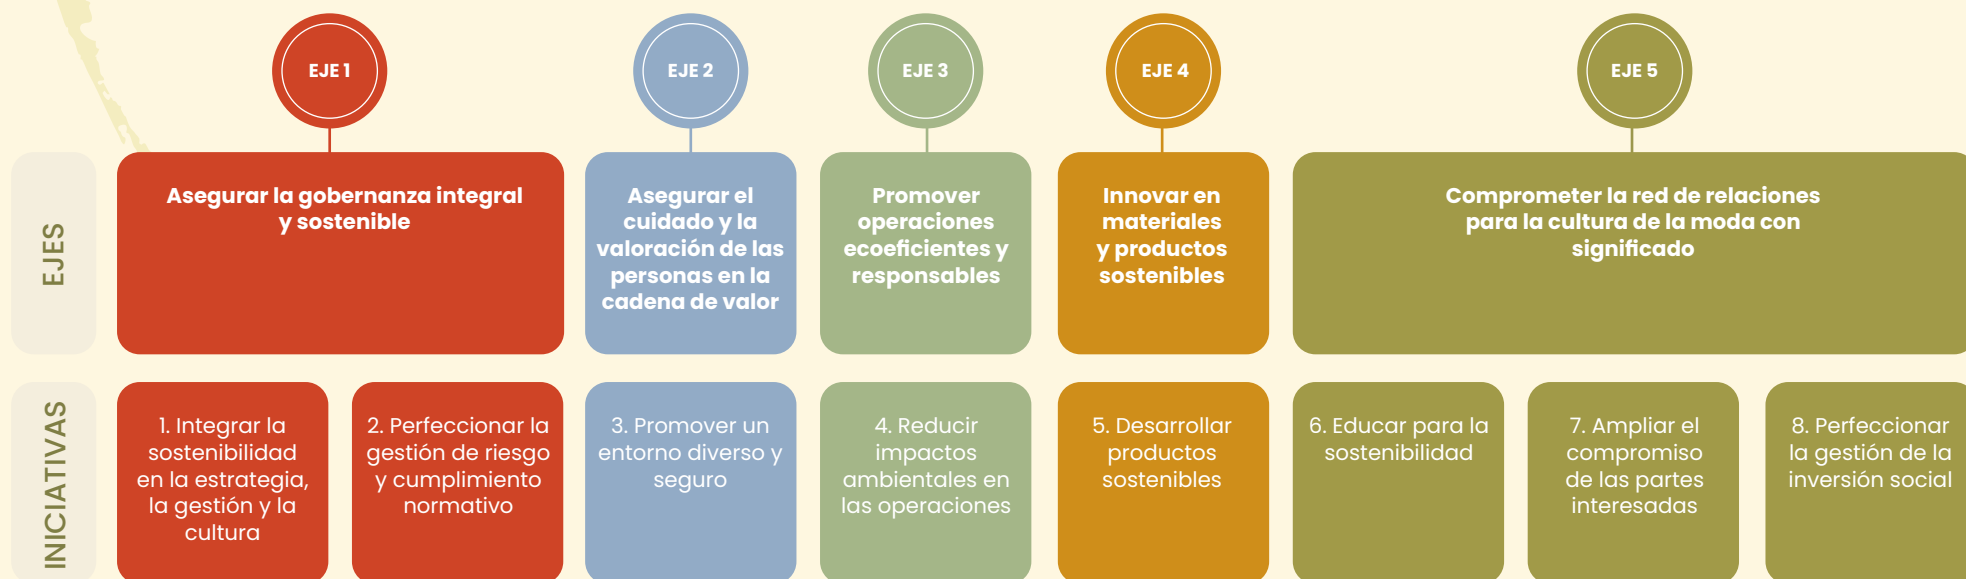 EJE 1
EJE 2
EJE 3
EJE 4
EJE 5
EJES
Asegurar la gobernanza integral
y sostenible
Asegurar el
cuidado y la
valoración de las
personas en la
cadena de valor
Promover
operaciones
ecoeficientes y
responsables
Innovar en
materiales
y productos
sostenibles
Comprometer la red de relaciones
para la cultura de la moda con
significado
INICIATIVAS
1. Integrar la
sostenibilidad
en la estrategia,
la gestión y la
cultura
2. Perfeccionar la
gestión de riesgo
y cumplimiento
normativo
3. Promover un
entorno diverso y
seguro
4. Reducir
impactos
ambientales en
las operaciones
5. Desarrollar
productos
sostenibles
6. Educar para la
sostenibilidad
7. Ampliar el
compromiso
de las partes
interesadas
8. Perfeccionar
la gestión de la
inversión social